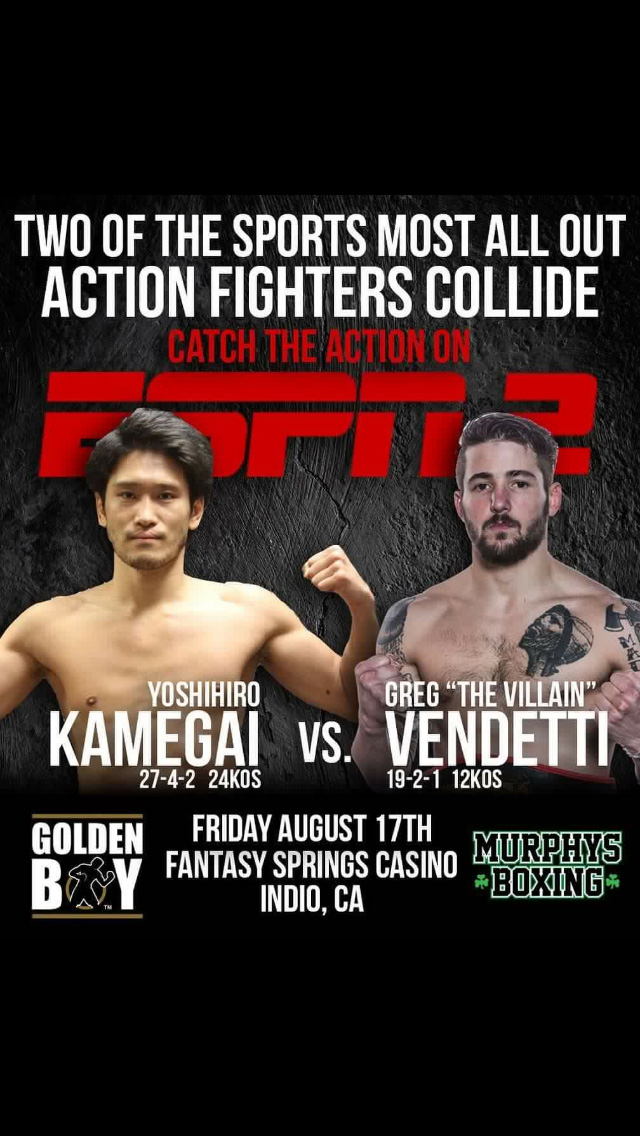 TWO OF THE SPORTS MOST ALL OUT
ACTION FIGHTERS COLLIDE
CATCH THE ACTION ON
ESPN 2
YOSHIHIRO
KAMEGAI
27-4-2 24KOS
VS.
GREG “THE VILLAIN”
VENDETTI
19-2-1 12KOS
GOLDEN
BOY
TM
FRIDAY AUGUST 17TH
FANTASY SPRINGS CASINO
INDIO, CA
MURPHYS
BOXING